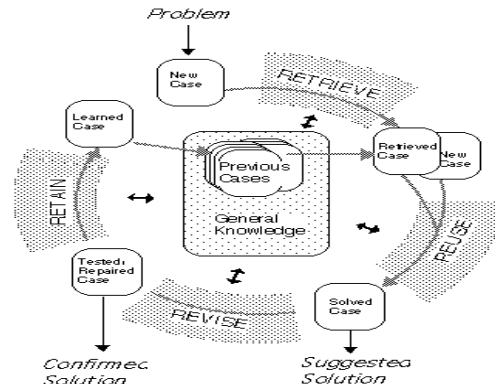 Problem
New
Case
RETRIEVE
Learned
Case
Retrieved
Case
New
Case
Previous
Cases
General
Knowledge
RETAIN
REUSE
Tested/
Repaired
Case
Solved
Case
REVISE
Confirmed
Solution
Suggested
Solution